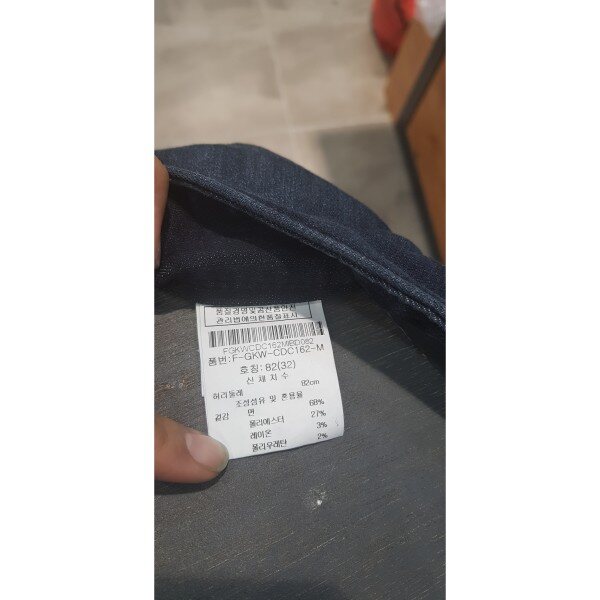 품질경영및공산품안전
관리법에의한품질표시
FGKWCDC162MIBD082
품번:F-GKW-CDC162-M
호칭:82(32)
신체치수
허리둘레 82cm
조성섬유 및 혼용율
겉감 면 68%
폴리에스터 27%
레이온 3%
폴리우레탄 2%